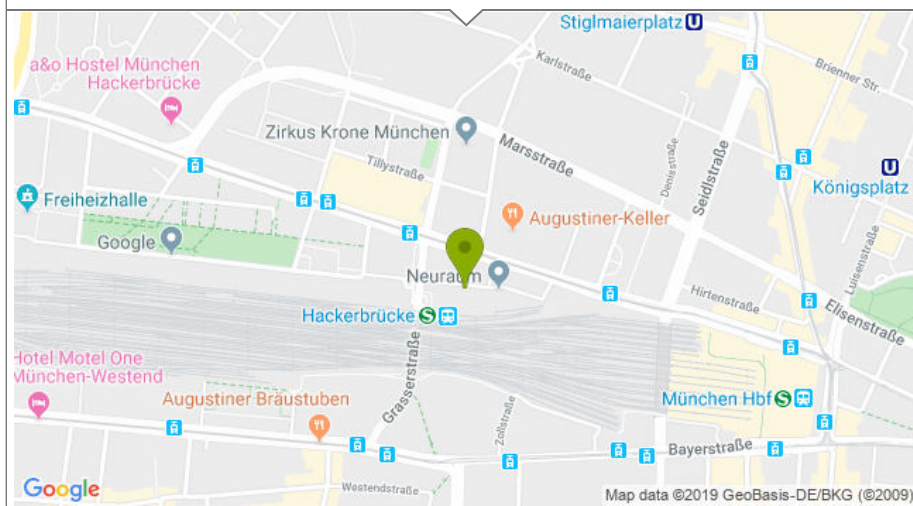 Stiglmaierplatz U
a&o Hostel München
Hackerbrücke
Karlstraße
Brienner Str.
Zirkus Krone München
Marsstraße
Tillystraße
Denisstraße
Seidlstraße
Königsplatz
Freiheizhalle
Augustiner-Keller
Google
Luisenstraße
Neuraum
Hirtenstraße
Elisenstraße
Hackerbrücke S
Hotel Motel One
München-Westend
Grasserstraße
Augustiner Bräustuben
Zollstraße
München Hbf S
Bayerstraße
Westendstraße
Google
Map data ©2019 GeoBasis-DE/BKG (©2009)